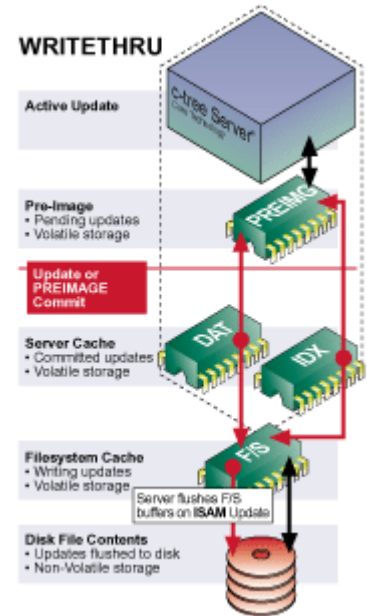 WRITETHRU
c-tree Server®
Core Technology
Active Update
PREIMG
Pre-Image
• Pending updates
• Volatile storage
Update or
PREIMAGE
Commit
DAT
IDX
Server Cache
• Committed updates
• Volatile storage
F/S
Filesystem Cache
• Writing updates
• Volatile storage
Server flushes F/S
buffers on ISAM Update
Disk File Contents
• Updates flushed to disk
• Non-Volatile storage